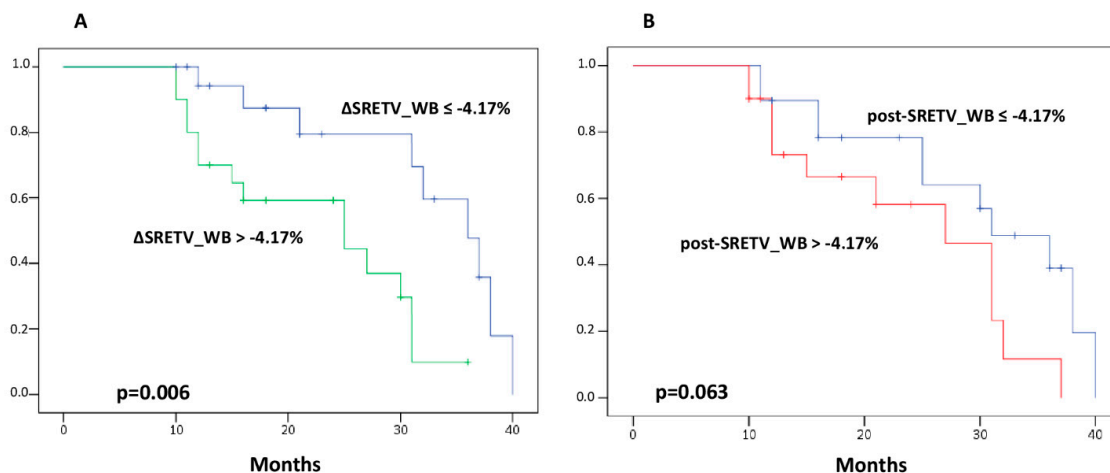 A
1.0
0.8
0.6
0.4
0.2
0.0
ΔSRETV_WB ≤ -4.17%
ΔSRETV_WB > -4.17%
p=0.006
0 10 20 30 40
Months
B
1.0
0.8
0.6
0.4
0.2
0.0
post-SRETV_WB ≤ -4.17%
post-SRETV_WB > -4.17%
p=0.063
0 10 20 30 40
Months